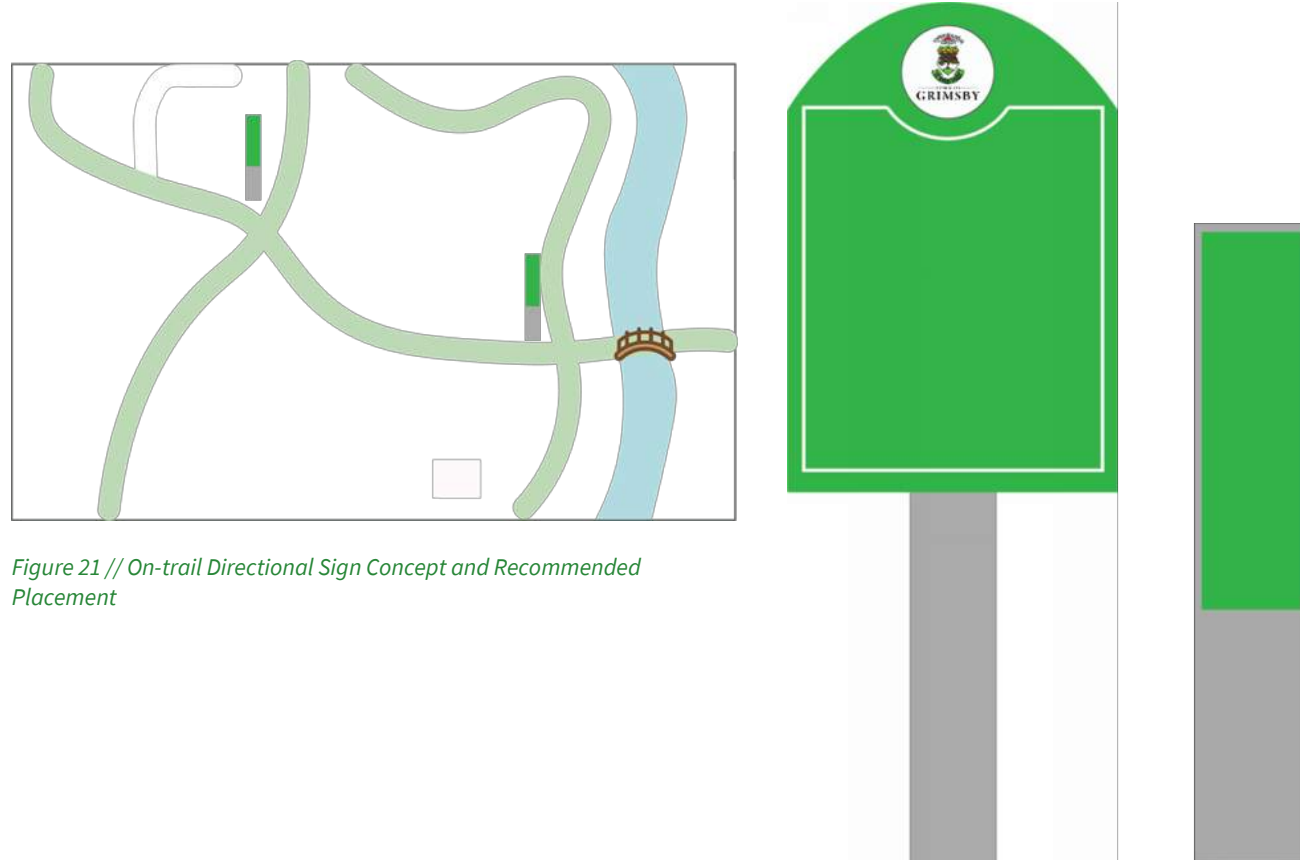 GRIMSBY
Figure 21 // On-trail Directional Sign Concept and Recommended
Placement